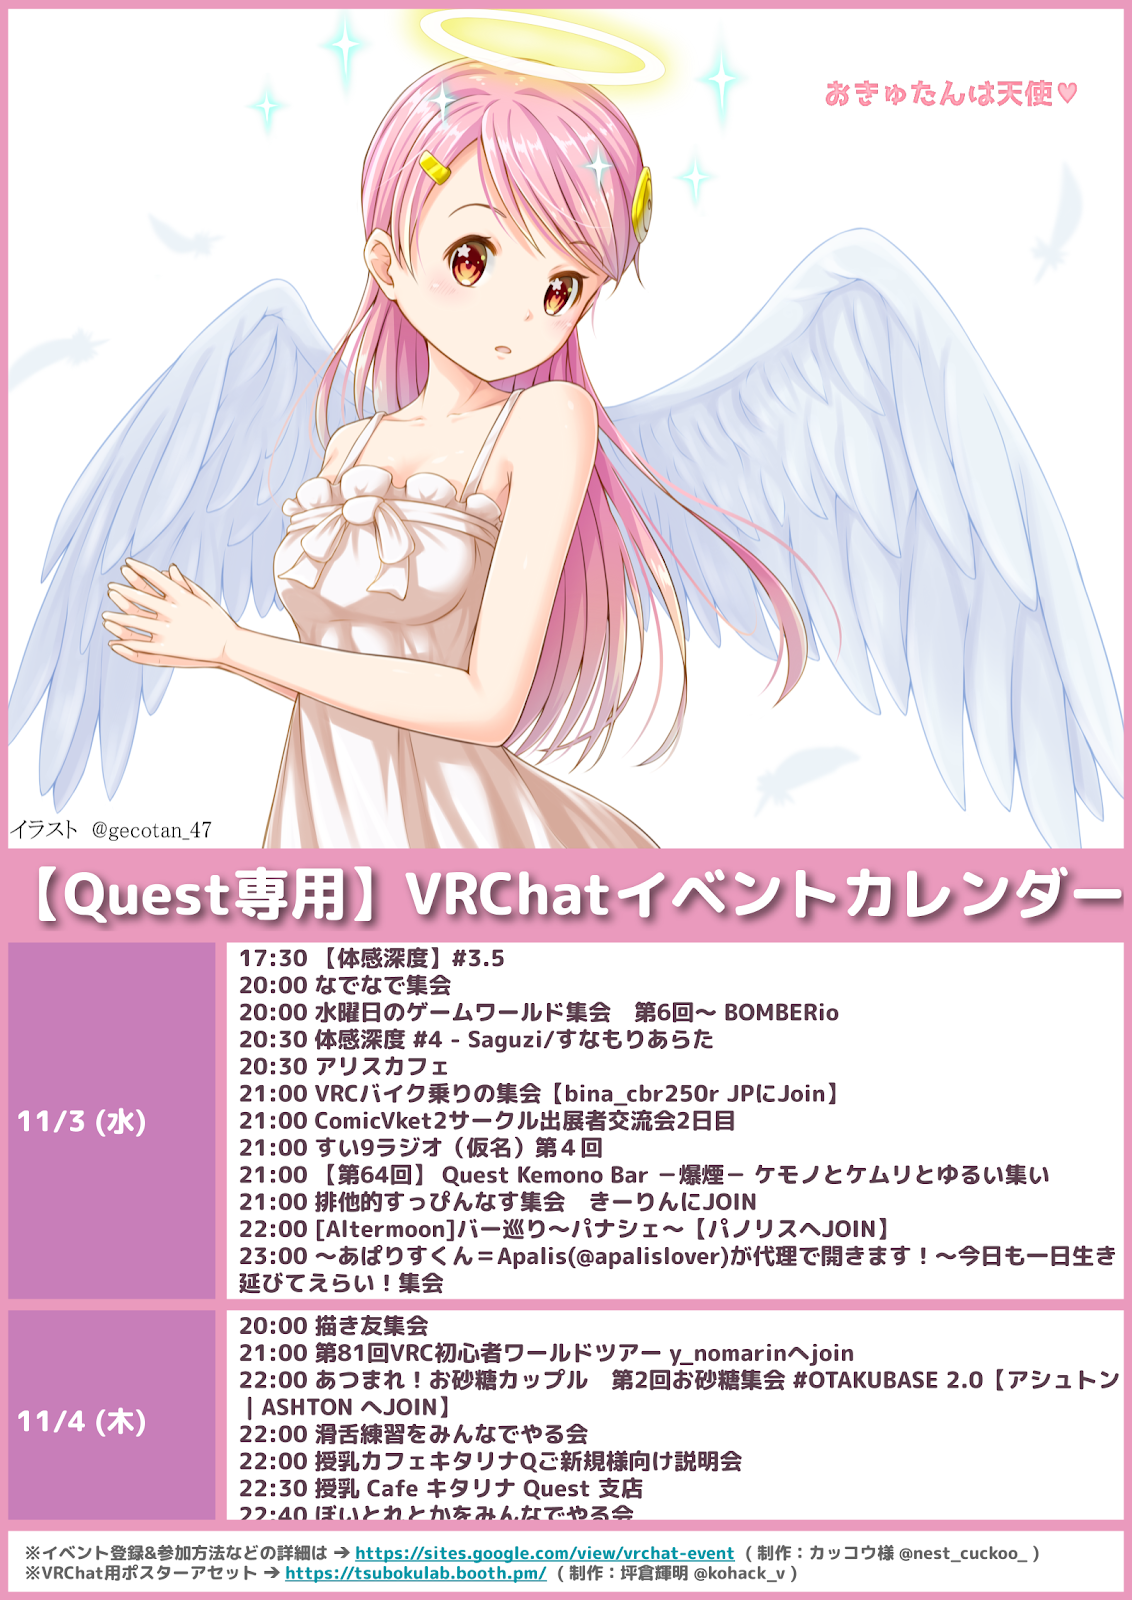 おきゅたんは天使♥
イラスト @gecotan_47
【Quest専用】VRChatイベントカレンダー
11/3 (水)
17:30 【体感深度】#3.5
20:00 なでなで集会
20:00 水曜日のゲームワールド集会　第6回〜 BOMBERio
20:30 体感深度 #4 - Saguzi/すなもりあらた
20:30 アリスカフェ
21:00 VRCバイク乗りの集会【bina_cbr250r JPにJoin】
21:00 ComicVket2サークル出展者交流会2日目
21:00 すい9ラジオ（仮名）第４回
21:00 【第64回】 Quest Kemono Bar －爆煙－ ケモノとケムリとゆるい集い
21:00 排他的すっぴんなす集会　きーりんにJOIN
22:00 [Altermoon]バー巡り〜パナシェ〜【パノリスへJOIN】
23:00 〜あぱりすくん＝Apalis(@apalislover)が代理で開きます！〜今日も一日生き
延びてえらい！集会
11/4 (木)
20:00 描き友集会
21:00 第81回VRC初心者ワールドツアー y_nomarinへjoin
22:00 あつまれ！お砂糖カップル　第2回お砂糖集会 #OTAKUBASE 2.0【アシュトン
| ASHTON へJOIN】
22:00 滑舌練習をみんなでやる会
22:00 授乳カフェキタリナQご新規様向け説明会
22:30 授乳 Cafe キタリナ Quest 支店
22:40 ぼいとれとかをみんなでやる会
※イベント登録&参加方法などの詳細は ➔ https://sites.google.com/view/vrchat-event ( 制作：カッコウ様 @nest_cuckoo_ )
※VRChat用ポスターアセット ➔ https://tsubokulab.booth.pm/ ( 制作：坪倉輝明 @kohack_v )